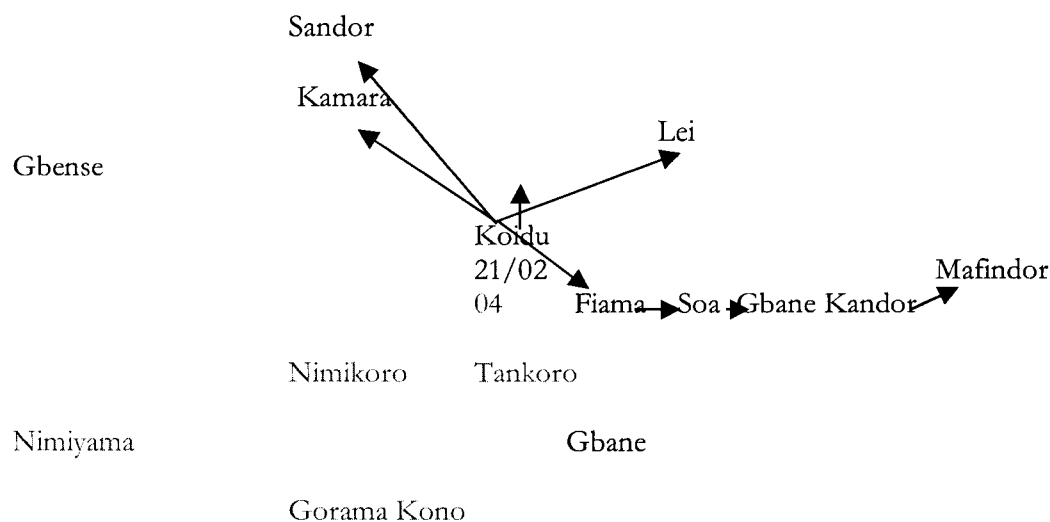 Sandor
Kamara
Lei
Gbense
Koidu
21/02
04
Mafindor
Fiama Soa Gbane Kandor
Nimikoro Tankoro
Nimiyama Gbane
Gorama Kono